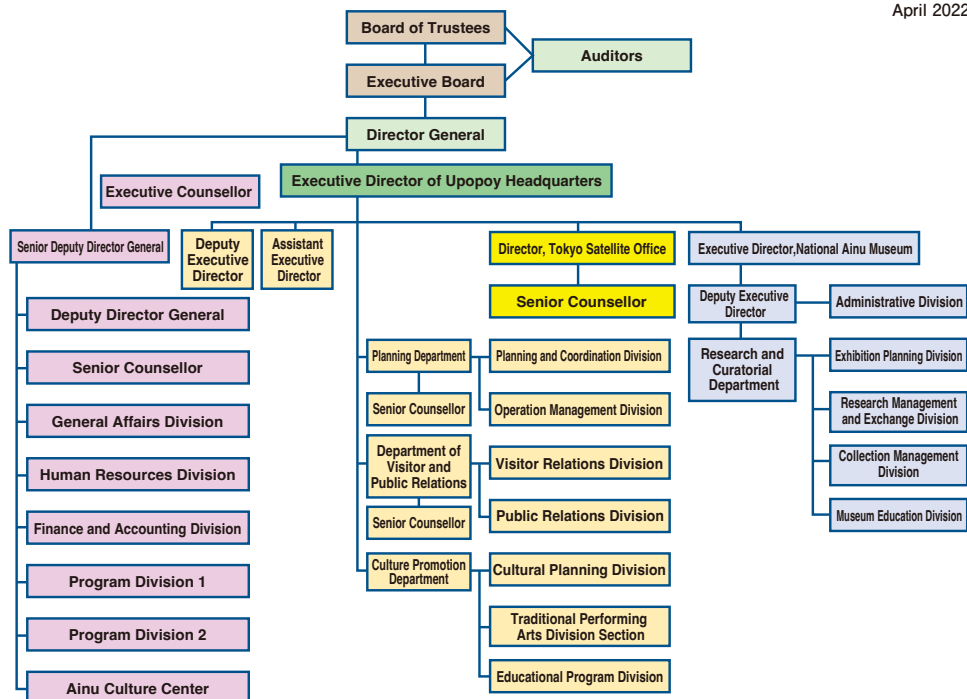 April 2022
Board of Trustees
Auditors
Executive Board
Director General
Executive Director of Upopoy Headquarters
Executive Counsellor
Senior Deputy Director General
Deputy
Executive
Director
Assistant
Executive
Director
Director, Tokyo Satellite Office
Executive Director,National Ainu Museum
Senior Counsellor
Deputy Executive
Director
Administrative Division
Deputy Director General
Senior Counsellor
General Affairs Division
Human Resources Division
Finance and Accounting Division
Program Division 1
Program Division 2
Ainu Culture Center
Planning Department
Planning and Coordination Division
Senior Counsellor
Operation Management Division
Department of
Visitor and
Public Relations
Visitor Relations Division
Senior Counsellor
Public Relations Division
Culture Promotion
Department
Cultural Planning Division
Traditional Performing
Arts Division Section
Educational Program Division
Research and
Curatorial
Department
Exhibition Planning Division
Research Management
and Exchange Division
Collection Management
Division
Museum Education Division